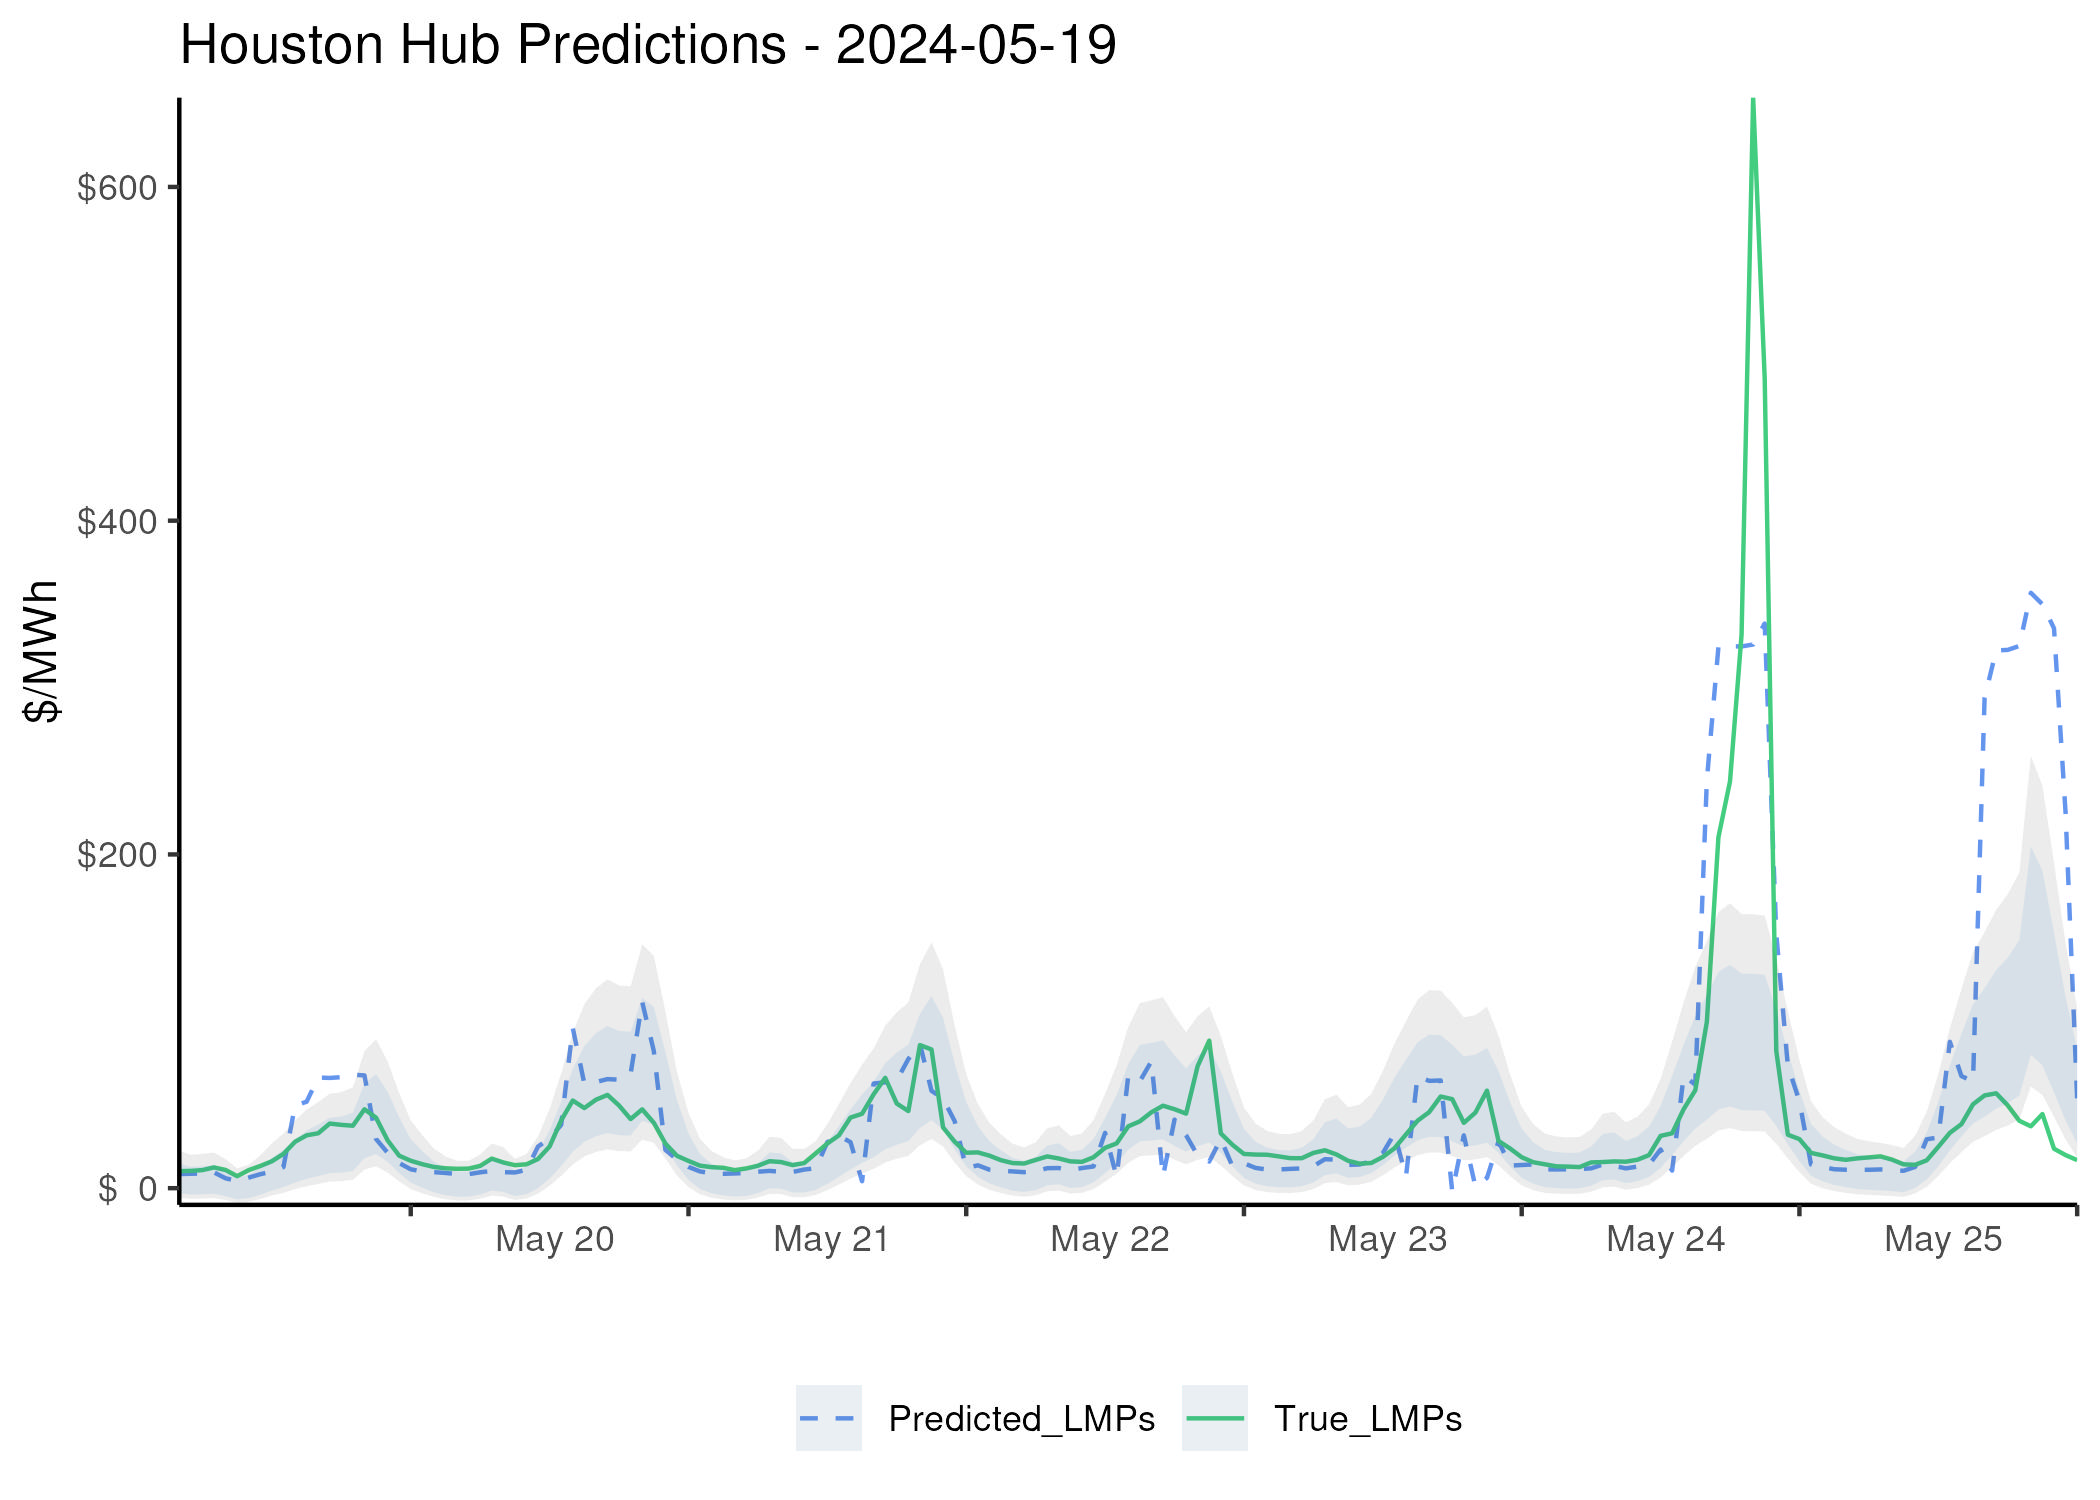 Houston Hub Predictions - 2024-05-19
$600
$400
$200
$ 0
$/MWh
May 20
May 21
May 22
May 23
May 24
May 25
Predicted_LMPs
True_LMPs